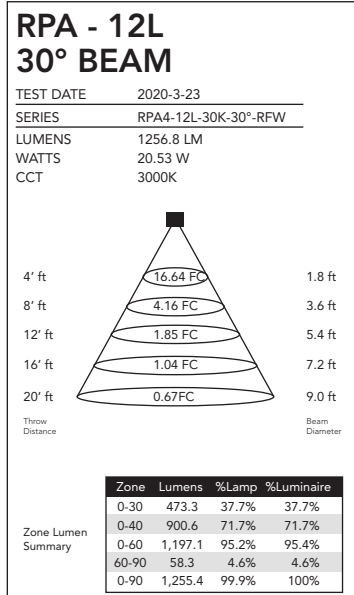 RPA - 12L
30° BEAM
TEST DATE 2020-3-23
SERIES RPA4-12L-30K-30°-RFW
LUMENS 1256.8 LM
WATTS 20.53 W
CCT 3000K
4' ft 16.64 FC 1.8 ft
8' ft 4.16 FC 3.6 ft
12' ft 1.85 FC 5.4 ft
16' ft 1.04 FC 7.2 ft
20' ft 0.67FC 9.0 ft
Throw Beam
Distance Diameter
Zone Lumen
Summary
Zone Lumens %Lamp %Luminaire
0-30 473.3 37.7% 37.7%
0-40 900.6 71.7% 71.7%
0-60 1,197.1 95.2% 95.4%
60-90 58.3 4.6% 4.6%
0-90 1,255.4 99.9% 100%